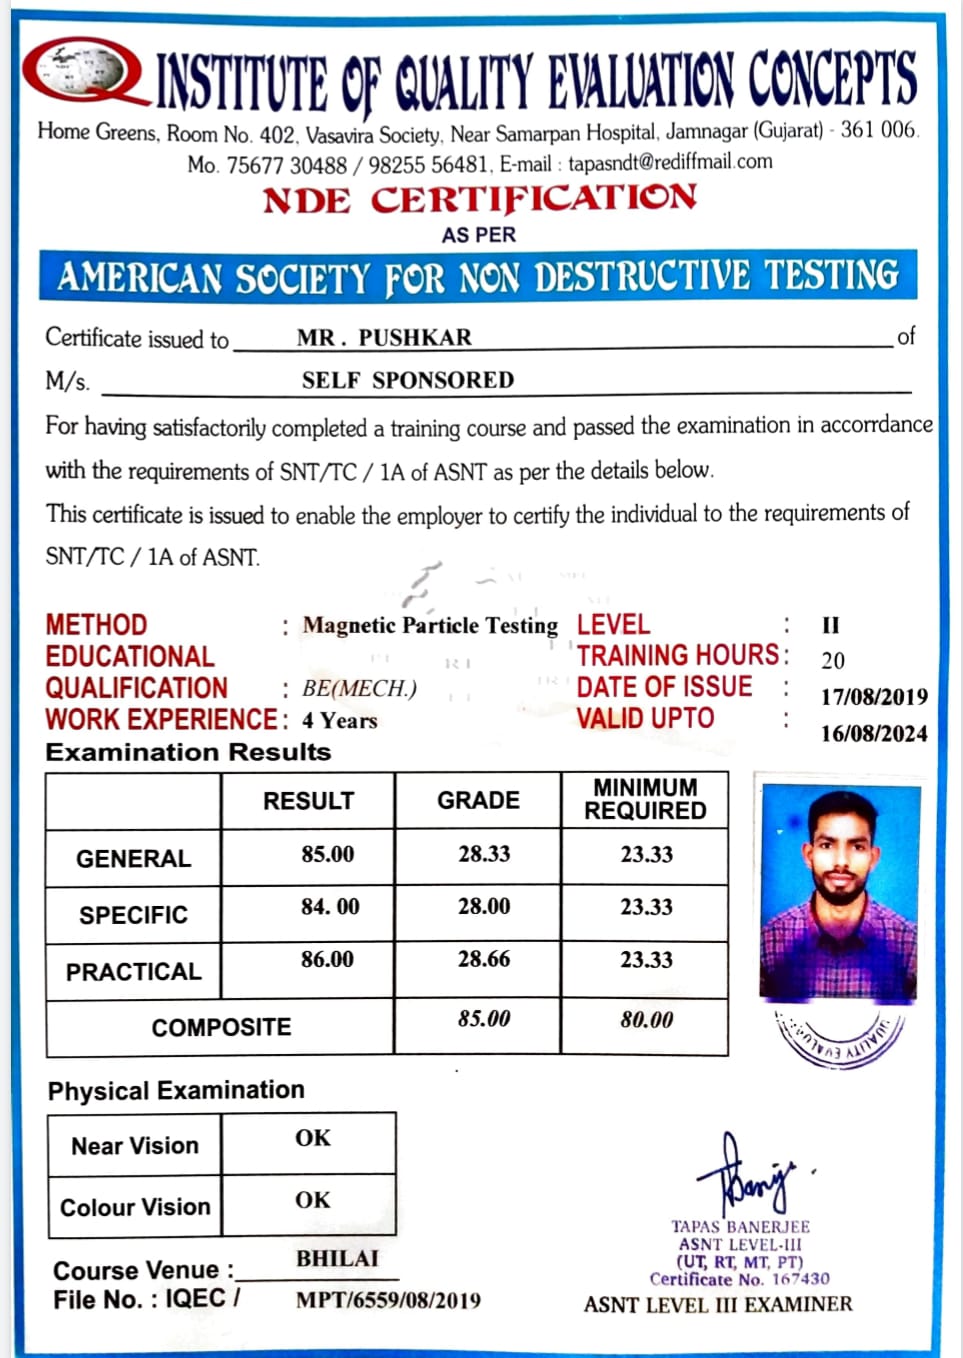 INSTITUTE OF QUALITY EVALUATION CONCEPTS
Home Greens, Room No. 402, Vasavira Society, Near Samarpan Hospital, Jamnagar (Gujarat) - 361 006.
Mo. 75677 30488 / 98255 56481, E-mail : tapasndt@rediffmail.com
NDE CERTIFICATION
AS PER
AMERICAN SOCIETY FOR NON DESTRUCTIVE TESTING
Certificate issued to MR . PUSHKAR of
M/s. SELF SPONSORED
For having satisfactorily completed a training course and passed the examination in accorrdance
with the requirements of SNT/TC / 1A of ASNT as per the details below.
This certificate is issued to enable the employer to certify the individual to the requirements of
SNT/TC / 1A of ASNT.
METHOD : Magnetic Particle Testing LEVEL : II
EDUCATIONAL TRAINING HOURS : 20
QUALIFICATION : BE(MECH.) DATE OF ISSUE : 17/08/2019
WORK EXPERIENCE : 4 Years VALID UPTO : 16/08/2024
Examination Results
RESULT GRADE MINIMUM REQUIRED
GENERAL 85.00 28.33 23.33
SPECIFIC 84. 00 28.00 23.33
PRACTICAL 86.00 28.66 23.33
COMPOSITE 85.00 80.00
QUALITY EVALUA
Physical Examination
Near Vision OK
Colour Vision OK
TAPAS BANERJEE
ASNT LEVEL-III
(UT, RT, MT, PT)
Certificate No. 167430
ASNT LEVEL III EXAMINER
Course Venue : BHILAI
File No. : IQEC / MPT/6559/08/2019